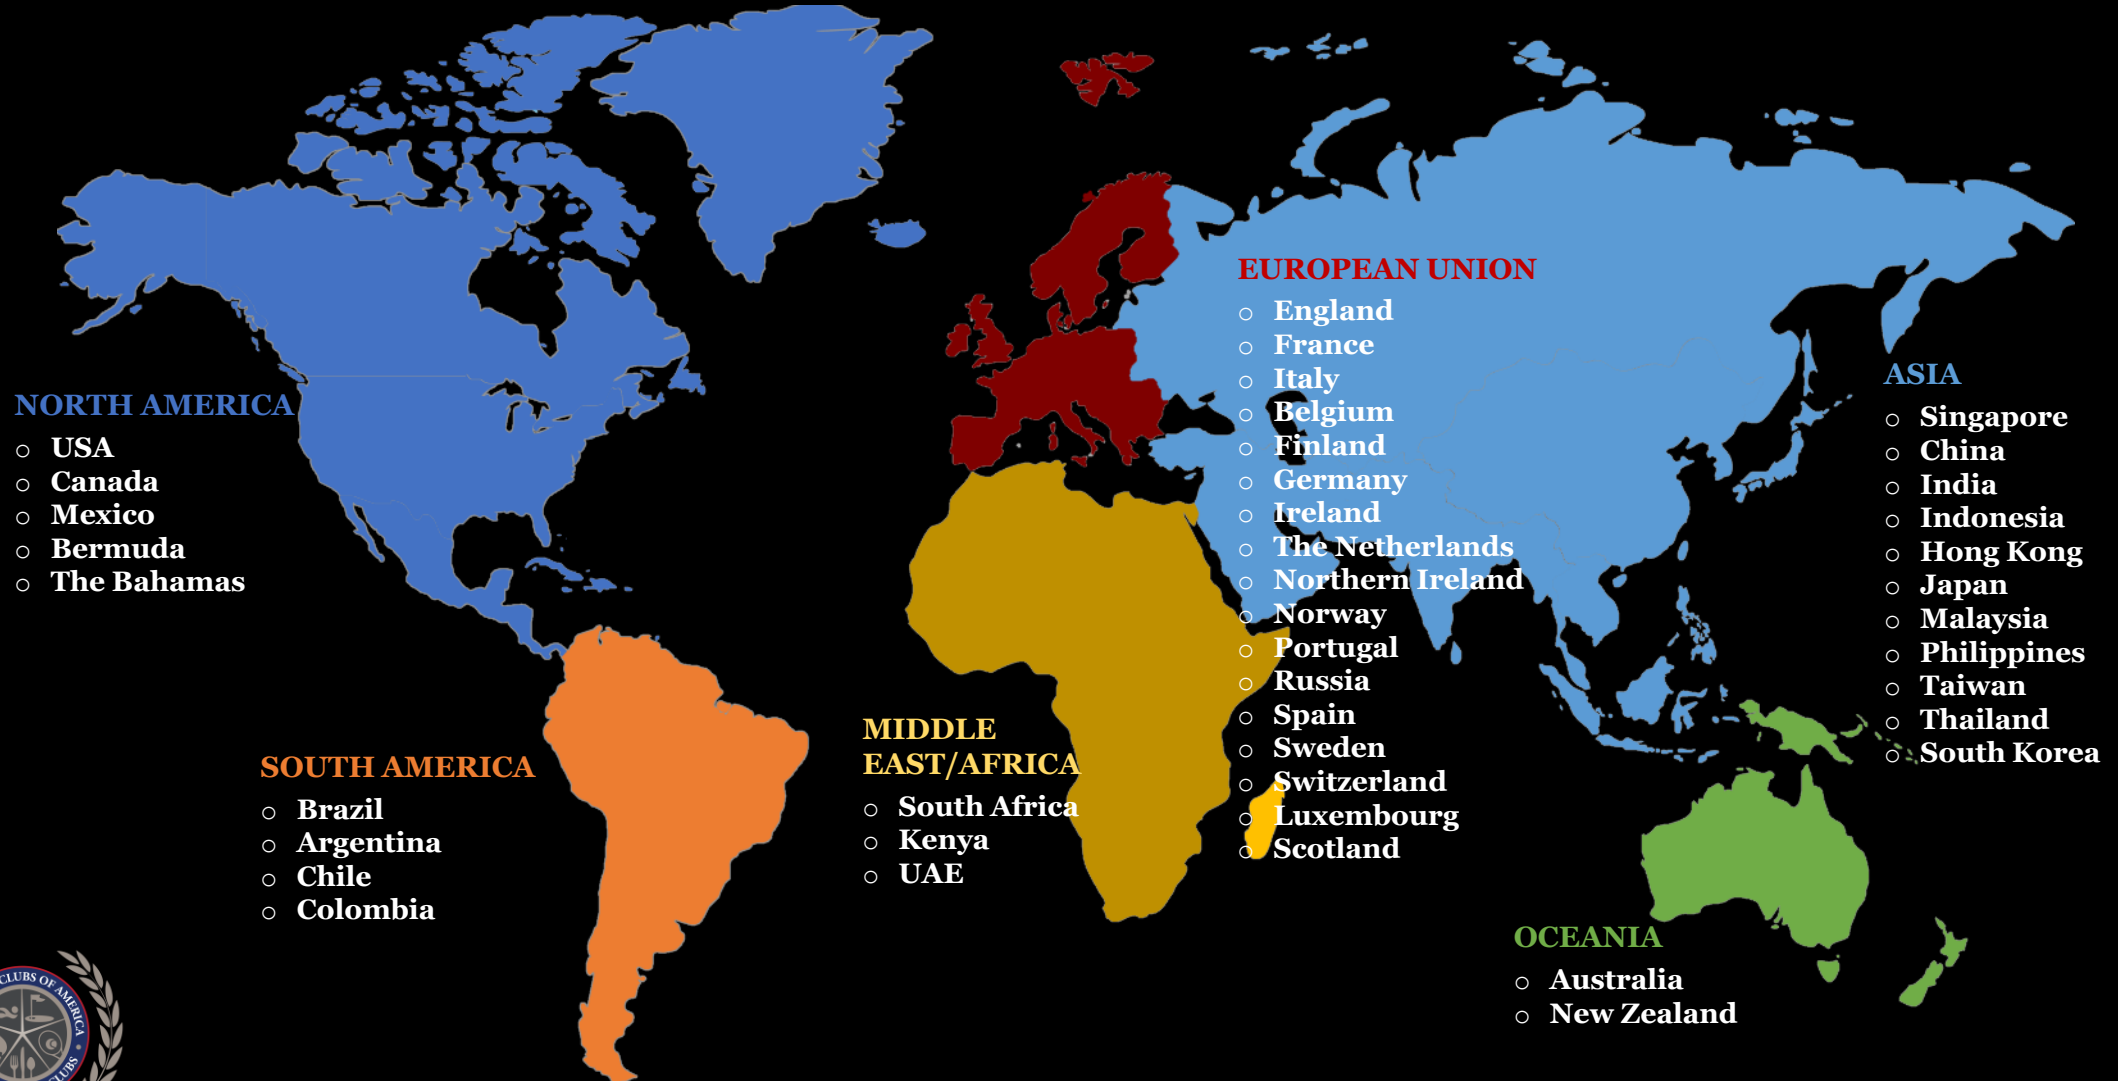 NORTH AMERICA
○ USA
○ Canada
○ Mexico
○ Bermuda
○ The Bahamas
SOUTH AMERICA
○ Brazil
○ Argentina
○ Chile
○ Colombia
MIDDLE
EAST/AFRICA
○ South Africa
○ Kenya
○ UAE
EUROPEAN UNION
○ England
○ France
○ Italy
○ Belgium
○ Finland
○ Germany
○ Ireland
○ The Netherlands
○ Northern Ireland
○ Norway
○ Portugal
○ Russia
○ Spain
○ Sweden
○ Switzerland
○ Luxembourg
○ Scotland
ASIA
○ Singapore
○ China
○ India
○ Indonesia
○ Hong Kong
○ Japan
○ Malaysia
○ Philippines
○ Taiwan
○ Thailand
○ South Korea
OCEANIA
○ Australia
○ New Zealand
CLUBS OF AMERICA
CLUBS